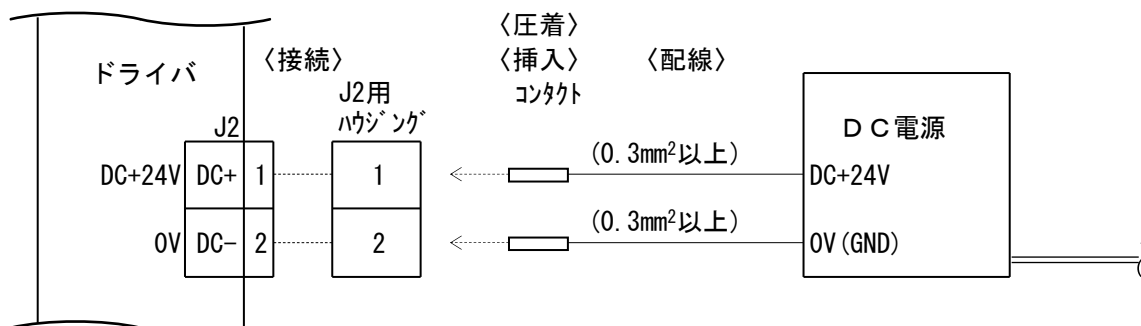 〈圧着〉
〈接続〉 〈挿入〉 〈配線〉
ドライバ J2用 コンタクト
ハウジング DC電源
J2
(0.3mm²以上)
DC+24V DC+ 1 1 DC+24V
(0.3mm²以上)
0V DC- 2 2 0V(GND)